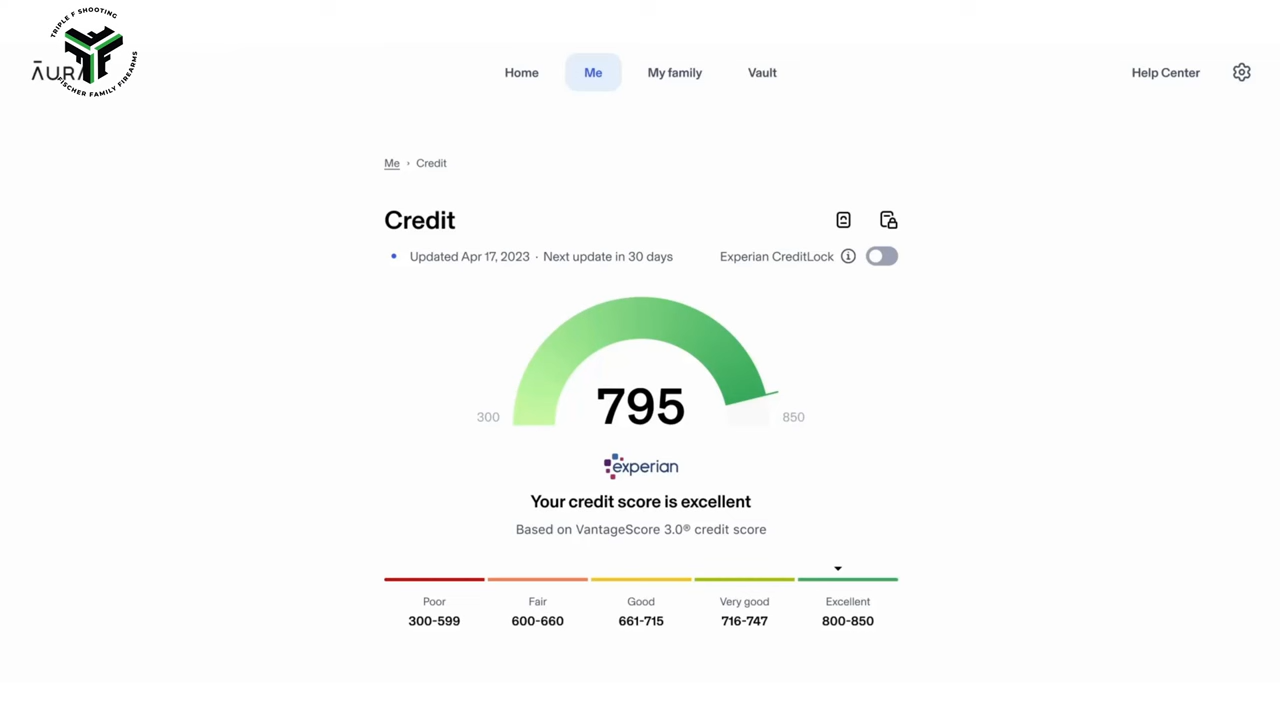 TRIPLE F SHOOTING
FISCHER FAMILY FIREARMS
ĀURA
Home Me My family Vault Help Center
Me › Credit
Credit
• Updated Apr 17, 2023 · Next update in 30 days Experian CreditLock
795
300 850
experian
Your credit score is excellent
Based on VantageScore 3.0® credit score
Poor Fair Good Very good Excellent
300-599 600-660 661-715 716-747 800-850